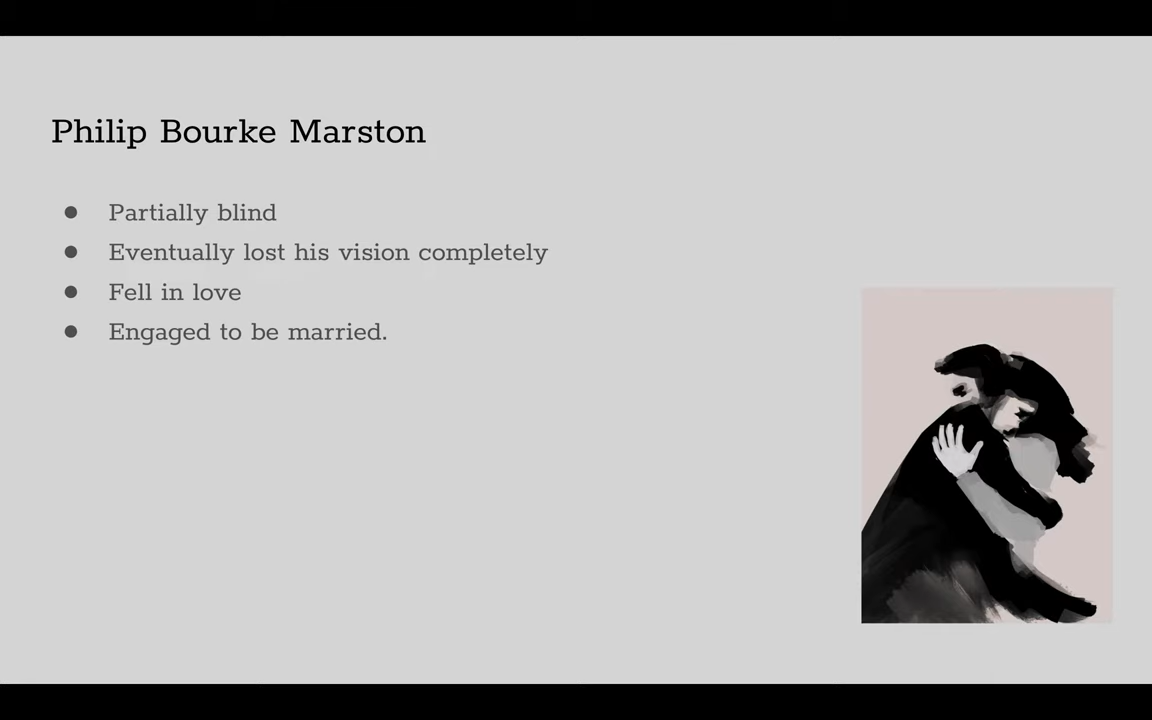 Philip Bourke Marston
● Partially blind
● Eventually lost his vision completely
● Fell in love
● Engaged to be married.